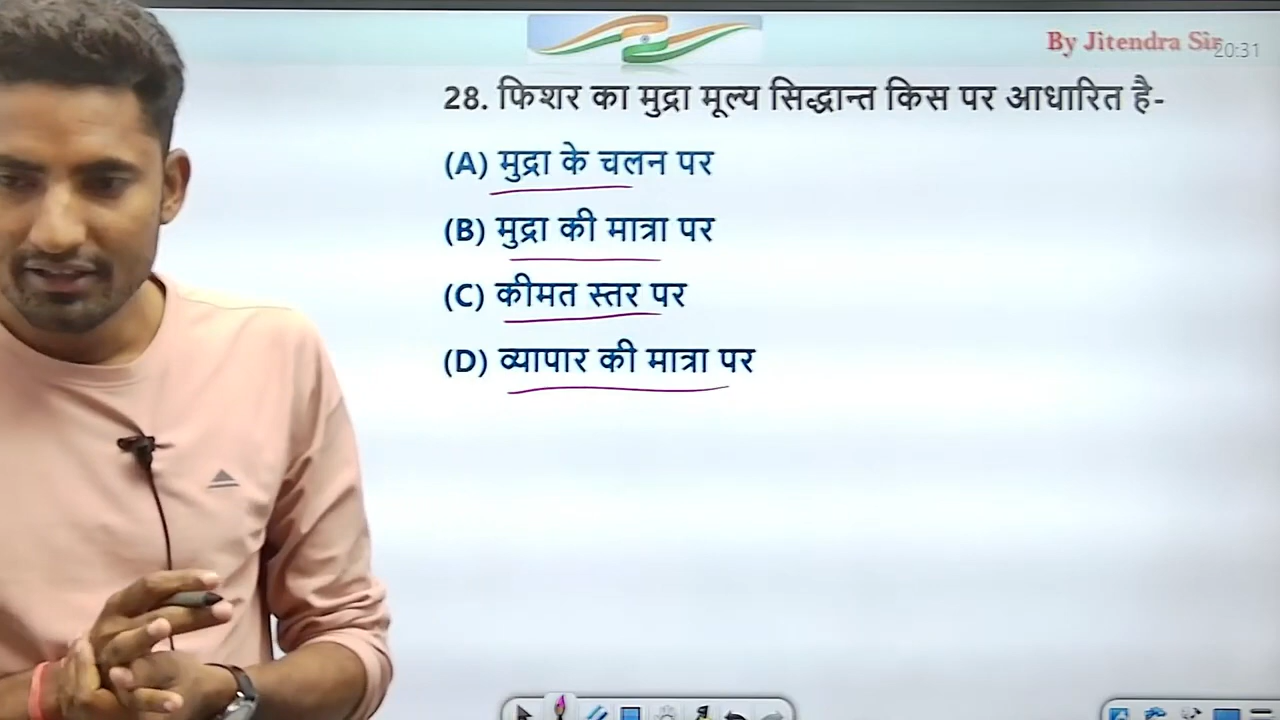 By Jitendra Sir
20:31
28. फिशर का मुद्रा मूल्य सिद्धान्त किस पर आधारित है-
(A) मुद्रा के चलन पर
(B) मुद्रा की मात्रा पर
(C) कीमत स्तर पर
(D) व्यापार की मात्रा पर